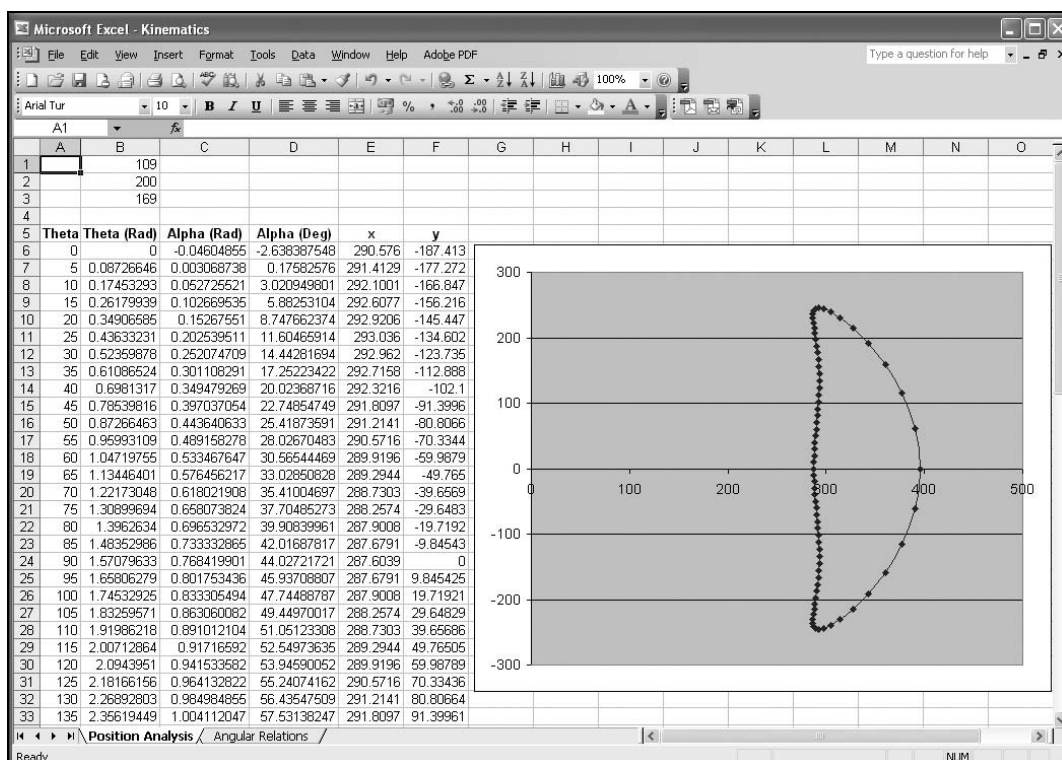 Microsoft Excel - Kinematics
File Edit View Insert Format Tools Data Window Help Adobe PDF Type a question for help
100%
Arial Tur 10 B I U
A1 fx
A B C D E F G H I J K L M N O
1 109
2 200
3 169
4
5 Theta Theta (Rad) Alpha (Rad) Alpha (Deg) x y
6 0 0 -0.04604855 -2.638387548 290.576 -187.413
7 5 0.08726646 0.003068738 0.17582576 291.4129 -177.272
8 10 0.17453293 0.052725521 3.020949801 292.1001 -166.847
9 15 0.26179939 0.102669535 5.88253104 292.6077 -156.216
10 20 0.34906585 0.15267551 8.747662374 292.9206 -145.447
11 25 0.43633231 0.202539511 11.60465914 293.036 -134.602
12 30 0.52359878 0.252074709 14.44281694 292.962 -123.735
13 35 0.61086524 0.301108291 17.25223422 292.7158 -112.888
14 40 0.6981317 0.349479269 20.02368716 292.3216 -102.1
15 45 0.78539816 0.397037054 22.74854749 291.8097 -91.3996
16 50 0.87266463 0.443640633 25.41873591 291.2141 -80.8066
17 55 0.95993109 0.489158278 28.02670483 290.5716 -70.3344
18 60 1.04719755 0.533467647 30.56544469 289.9196 -59.9879
19 65 1.13446401 0.576456217 33.02850828 289.2944 -49.765
20 70 1.22173048 0.618021908 35.41004697 288.7303 -39.6569
21 75 1.30899694 0.658073824 37.70485273 288.2574 -29.6483
22 80 1.3962634 0.696532972 39.90839961 287.9008 -19.7192
23 85 1.48352986 0.733332865 42.01687817 287.6791 -9.84543
24 90 1.57079633 0.768419901 44.02721721 287.6039 0
25 95 1.65806279 0.801753436 45.93708807 287.6791 9.845425
26 100 1.74532925 0.833305494 47.74488787 287.9008 19.71921
27 105 1.83259571 0.863060082 49.44970017 288.2574 29.64829
28 110 1.91986218 0.891012104 51.05123308 288.7303 39.65686
29 115 2.00712864 0.91716592 52.54973635 289.2944 49.76505
30 120 2.0943951 0.941533582 53.94590052 289.9196 59.98789
31 125 2.18166156 0.964132822 55.24074162 290.5716 70.33436
32 130 2.26892803 0.984984855 56.43547509 291.2141 80.80664
33 135 2.35619449 1.004112047 57.53138247 291.8097 91.39961
300
200
100
0
0 100 200 300 400 500
-100
-200
-300
Position Analysis Angular Relations
Ready NUM